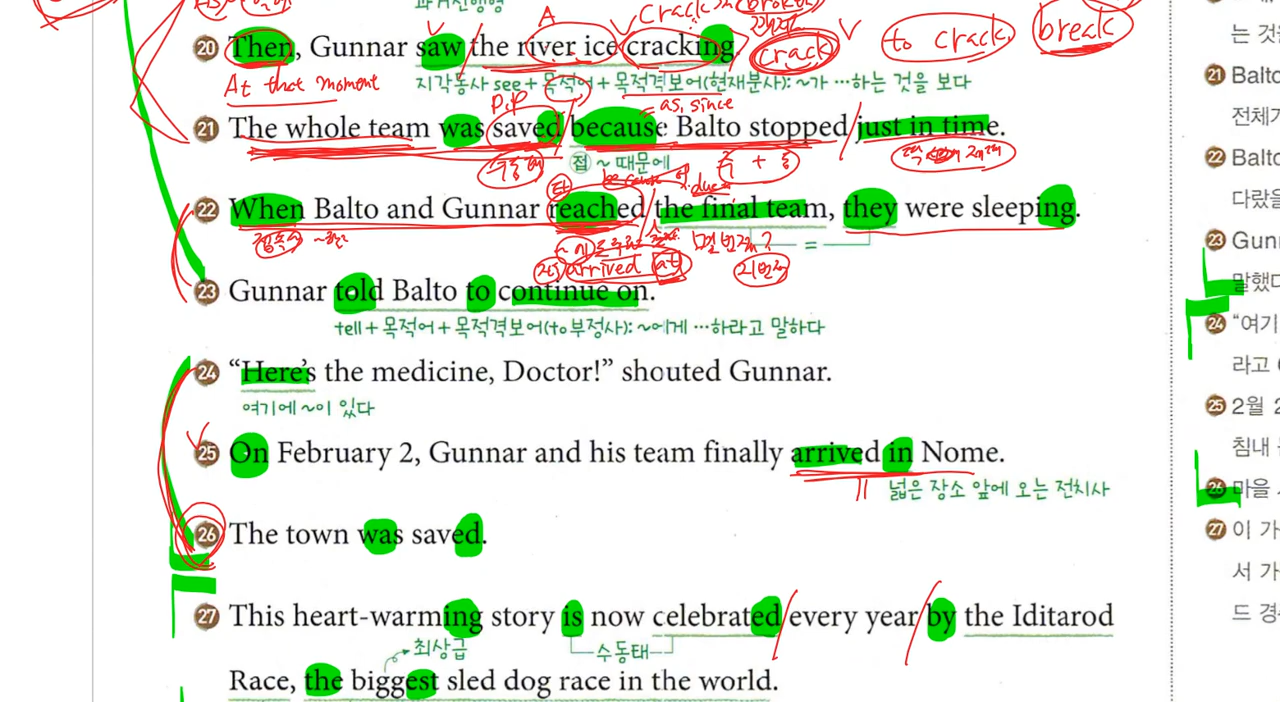 과거진행형
A
crack
break
20 Then, Gunnar saw the river ice cracking.
crack
to crack
At that moment
지각동사 see + 목적어 + 목적격보어(현재분사): ~가 …하는 것을 보다
P.P
as, since
21 The whole team was saved because Balto stopped just in time.
수동태
접 ~ 때문에
주 + 동
because of
due
22 When Balto and Gunnar reached the final team, they were sleeping.
접속사
=
arrived at
23 Gunnar told Balto to continue on.
tell + 목적어 + 목적격보어(to부정사): ~에게 …하라고 말하다
24 “Here’s the medicine, Doctor!” shouted Gunnar.
여기에 ~이 있다
25 On February 2, Gunnar and his team finally arrived in Nome.
넓은 장소 앞에 오는 전치사
26 The town was saved.
27 This heart-warming story is now celebrated every year by the Iditarod
최상급
수동태
Race, the biggest sled dog race in the world.
는 것
21 Balto
전체가
22 Balto
다랐을
23 Gunn
말했다
24 “여기
라고
25 2월 2
침내
26 마을
27 이 가
서 가
드 경